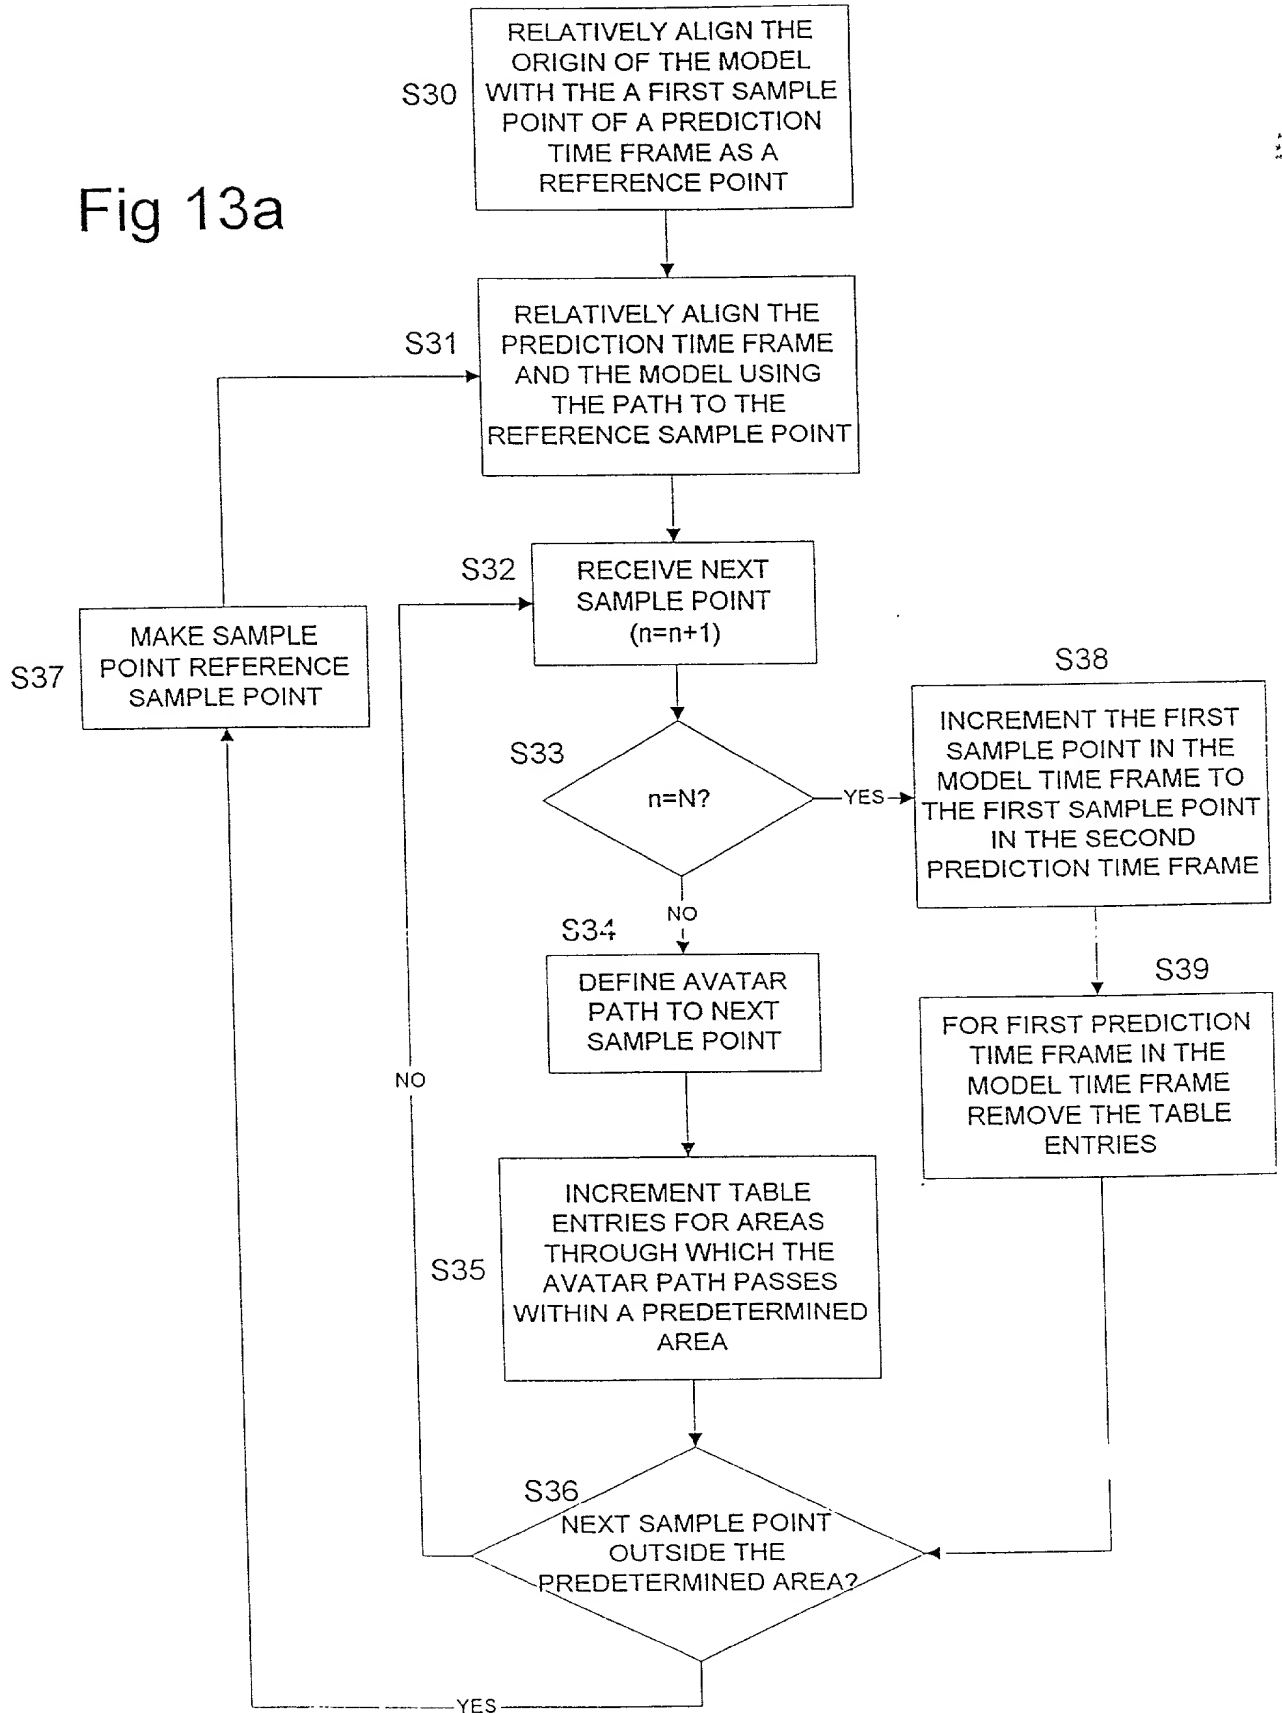 Fig 13a
S30
RELATIVELY ALIGN THE
ORIGIN OF THE MODEL
WITH THE A FIRST SAMPLE
POINT OF A PREDICTION
TIME FRAME AS A
REFERENCE POINT
S31
RELATIVELY ALIGN THE
PREDICTION TIME FRAME
AND THE MODEL USING
THE PATH TO THE
REFERENCE SAMPLE POINT
S32
RECEIVE NEXT
SAMPLE POINT
(n=n+1)
S37
MAKE SAMPLE
POINT REFERENCE
SAMPLE POINT
S33
n=N?
YES
NO
S38
INCREMENT THE FIRST
SAMPLE POINT IN THE
MODEL TIME FRAME TO
THE FIRST SAMPLE POINT
IN THE SECOND
PREDICTION TIME FRAME
S34
DEFINE AVATAR
PATH TO NEXT
SAMPLE POINT
S39
FOR FIRST PREDICTION
TIME FRAME IN THE
MODEL TIME FRAME
REMOVE THE TABLE
ENTRIES
NO
S35
INCREMENT TABLE
ENTRIES FOR AREAS
THROUGH WHICH THE
AVATAR PATH PASSES
WITHIN A PREDETERMINED
AREA
S36
NEXT SAMPLE POINT
OUTSIDE THE
PREDETERMINED AREA?
YES